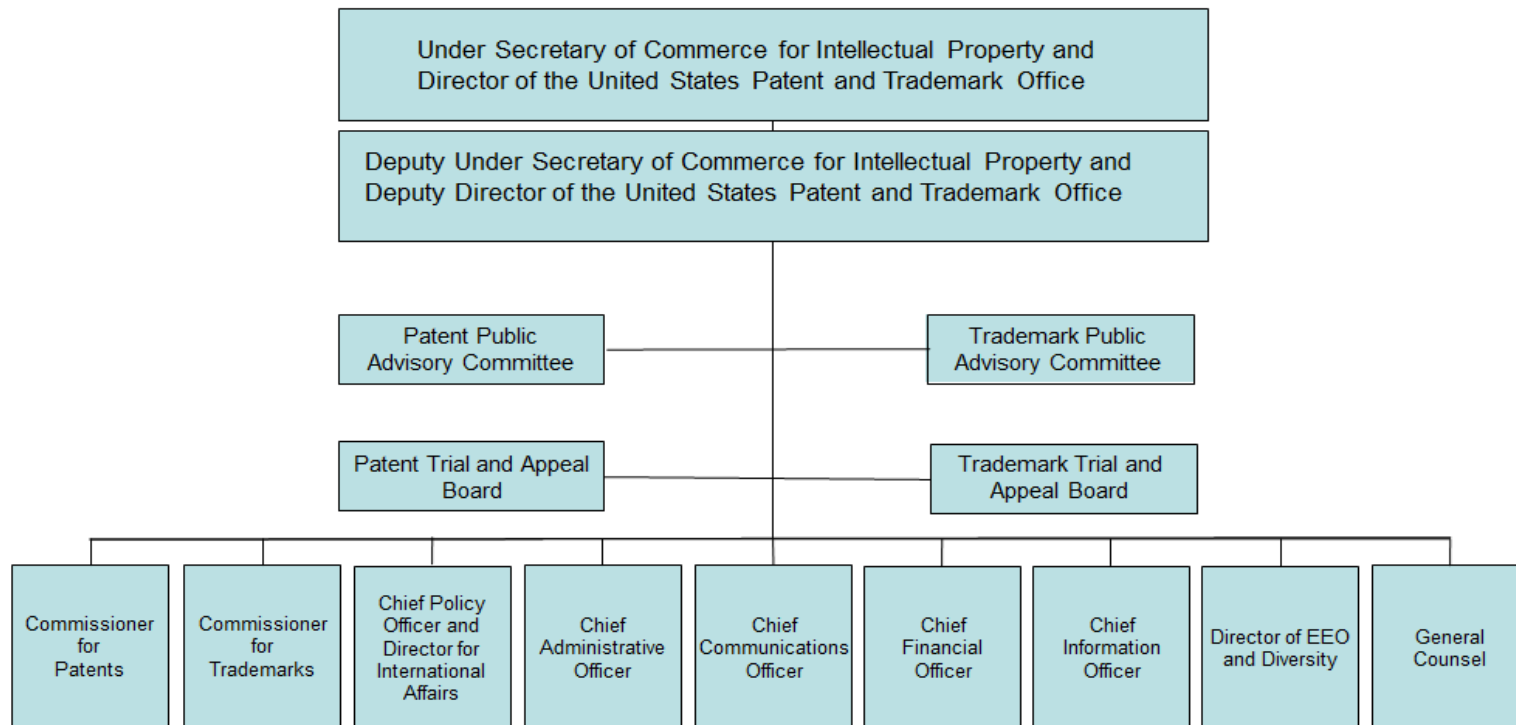 Under Secretary of Commerce for Intellectual Property and
Director of the United States Patent and Trademark Office
Deputy Under Secretary of Commerce for Intellectual Property and
Deputy Director of the United States Patent and Trademark Office
Patent Public
Advisory Committee
Trademark Public
Advisory Committee
Patent Trial and Appeal
Board
Trademark Trial and
Appeal Board
Commissioner
for
Patents
Commissioner
for
Trademarks
Chief Policy
Officer and
Director for
International
Affairs
Chief
Administrative
Officer
Chief
Communications
Officer
Chief
Financial
Officer
Chief
Information
Officer
Director of EEO
and Diversity
General
Counsel